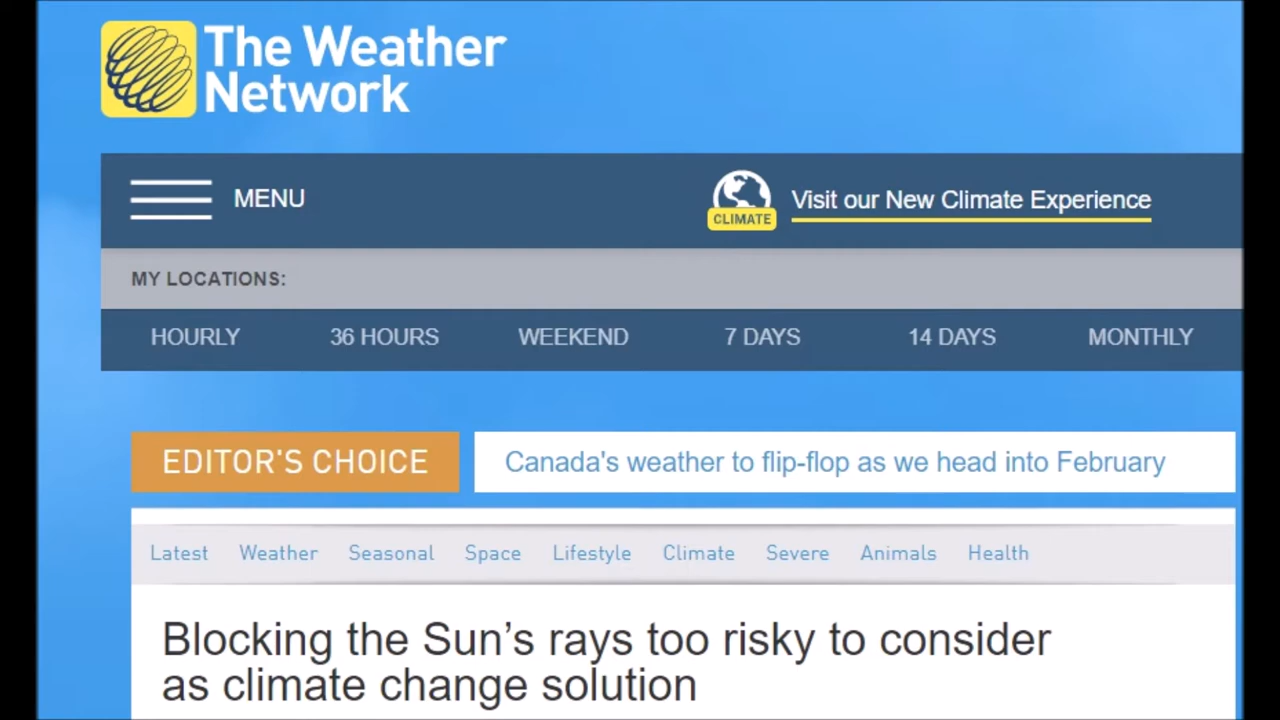 The Weather
Network
MENU
CLIMATE
Visit our New Climate Experience
MY LOCATIONS:
HOURLY 36 HOURS WEEKEND 7 DAYS 14 DAYS MONTHLY
EDITOR'S CHOICE
Canada's weather to flip-flop as we head into February
Latest Weather Seasonal Space Lifestyle Climate Severe Animals Health
Blocking the Sun’s rays too risky to consider
as climate change solution